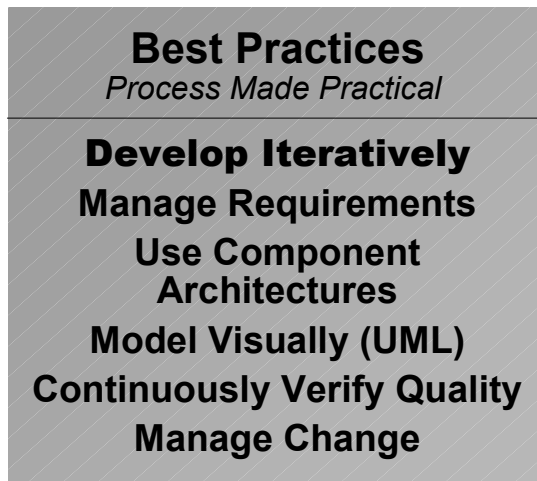 Best Practices
Process Made Practical
Develop Iteratively
Manage Requirements
Use Component
Architectures
Model Visually (UML)
Continuously Verify Quality
Manage Change